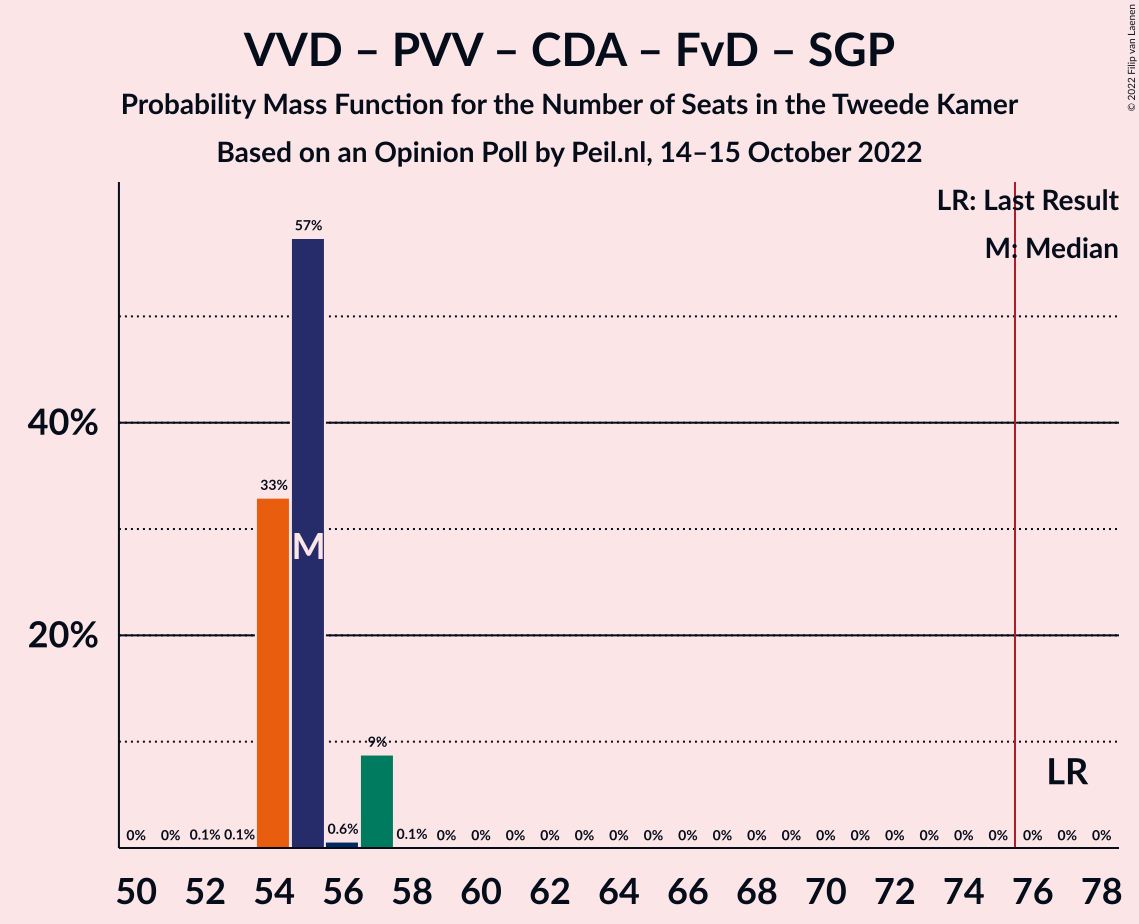 VVD – PVV – CDA – FvD – SGP
Probability Mass Function for the Number of Seats in the Tweede Kamer
Based on an Opinion Poll by Peil.nl, 14–15 October 2022
© 2022 Filip van Laenen
LR: Last Result
M: Median
57%
40%
33%
M
20%
9%
LR
0% 0% 0.1% 0.1% 0.6% 0.1% 0% 0% 0% 0% 0% 0% 0% 0% 0% 0% 0% 0% 0% 0% 0% 0% 0% 0% 0% 0%
50 52 54 56 58 60 62 64 66 68 70 72 74 76 78